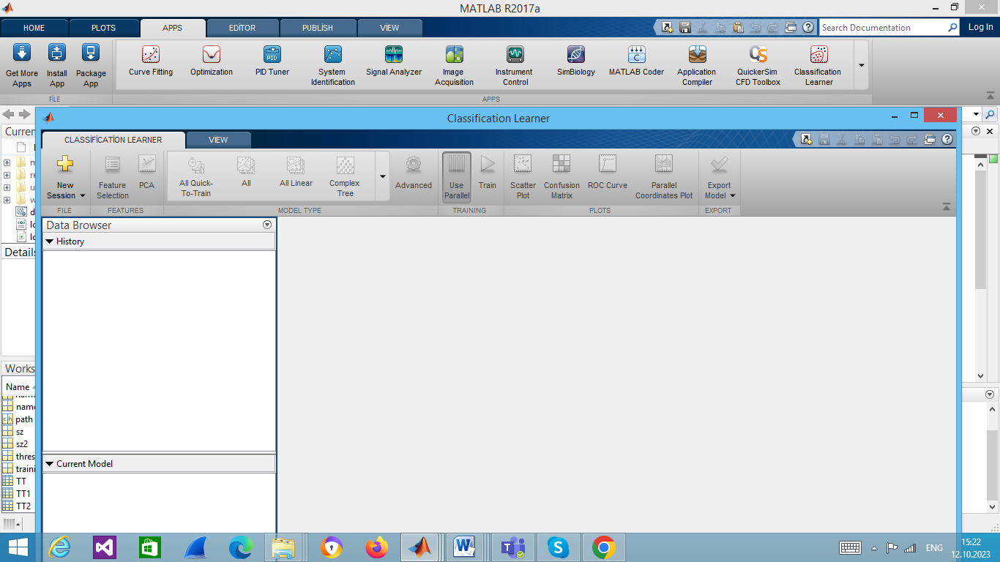 MATLAB R2017a
HOME PLOTS APPS EDİTOR PUBLİSH VİEW Search Documentation Log In
Get More Apps
Install App
Package App
Curve Fitting
Optimization
PID Tuner
System Identification
Signal Analyzer
Image Acquisition
Instrument Control
SimBiology
MATLAB Coder
Application Compiler
QuickerSim CFD Toolbox
Classification Learner
FİLE APPS
Classification Learner
Curren
CLASSİFİCATİON LEARNER VİEW
New Session
Feature Selection
PCA
All Quick-To-Train
All
All Linear
Complex Tree
Advanced
Use Parallel
Train
Scatter Plot
Confusion Matrix
ROC Curve
Parallel Coordinates Plot
Export Model
FILE FEATURES MODEL TYPE TRAINING PLOTS EXPORT
Data Browser
History
Details
Works
Name
name
path
sz
sz2
thres
traini
TT
TT1
TT2
Current Model
ENG
15:22
12.10.2023